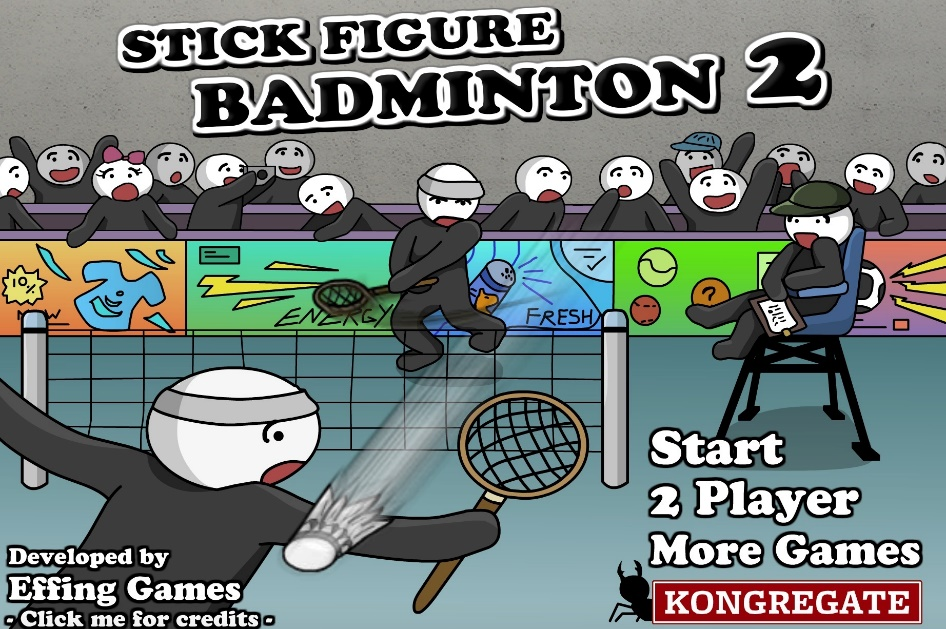 STICK FIGURE
BADMINTON 2
10%
ENERGY
FRESH
?
Start
2 Player
More Games
KONGREGATE
Developed by
Effing Games
- Click me for credits -